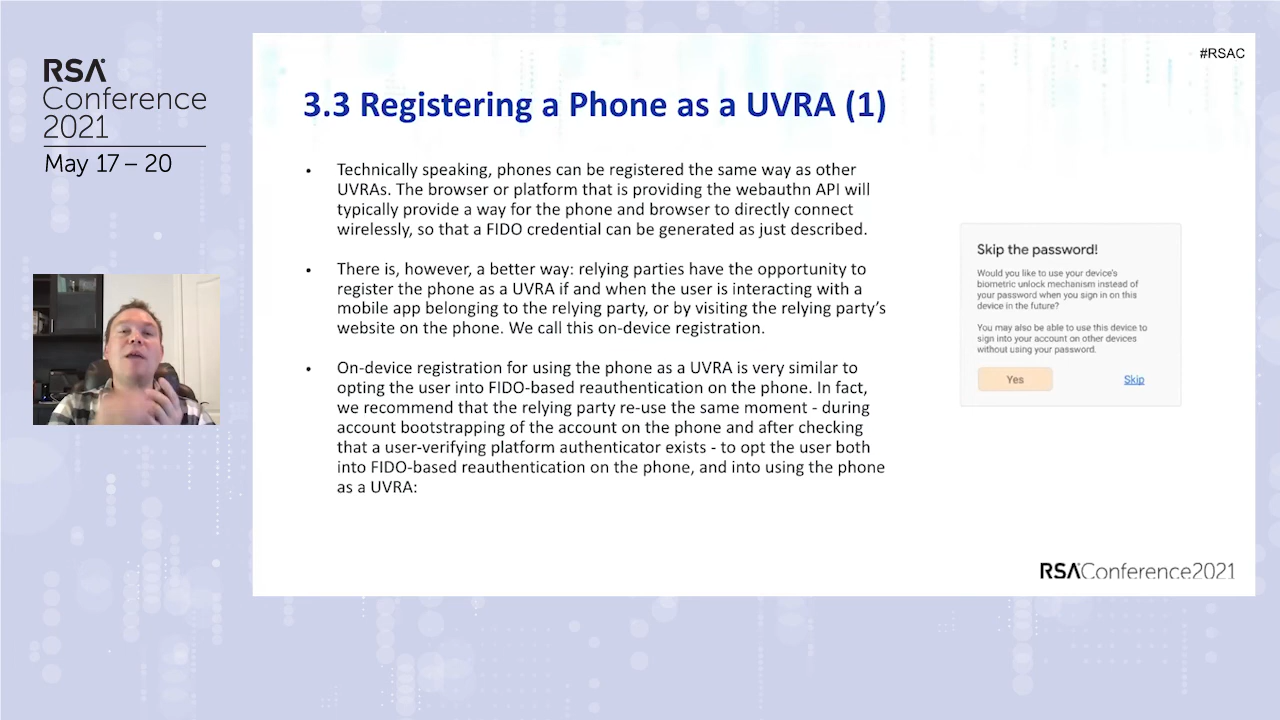 RSA
Conference
2021
May 17 – 20
#RSAC
3.3 Registering a Phone as a UVRA (1)
• Technically speaking, phones can be registered the same way as other
UVRAs. The browser or platform that is providing the webauthn API will
typically provide a way for the phone and browser to directly connect
wirelessly, so that a FIDO credential can be generated as just described.
• There is, however, a better way: relying parties have the opportunity to
register the phone as a UVRA if and when the user is interacting with a
mobile app belonging to the relying party, or by visiting the relying party’s
website on the phone. We call this on-device registration.
• On-device registration for using the phone as a UVRA is very similar to
opting the user into FIDO-based reauthentication on the phone. In fact,
we recommend that the relying party re-use the same moment - during
account bootstrapping of the account on the phone and after checking
that a user-verifying platform authenticator exists - to opt the user both
into FIDO-based reauthentication on the phone, and into using the phone
as a UVRA:
Skip the password!
Would you like to use your device's
biometric unlock mechanism instead of
your password when you sign in on this
device in the future?
You may also be able to use this device to
sign into your account on other devices
without using your password.
Yes
Skip
RSAConference2021